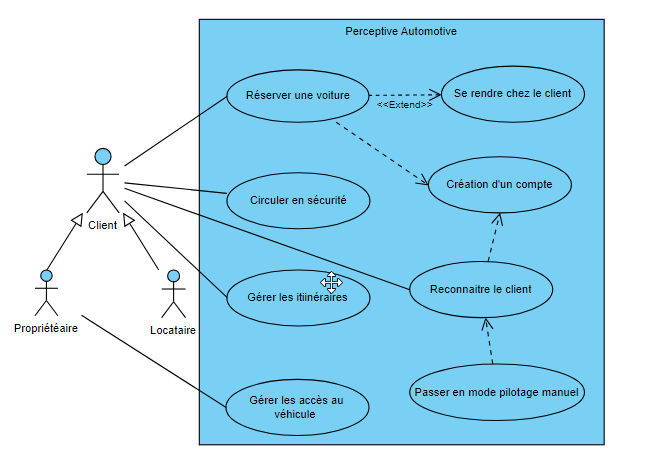 Perceptive Automotive
Réserver une voiture
<<Extend>>
Se rendre chez le client
Création d'un compte
Circuler en sécurité
Client
Reconnaitre le client
Gérer les itiinéraires
Propriétéaire
Locataire
Gérer les accès au
véhicule
Passer en mode pilotage manuel